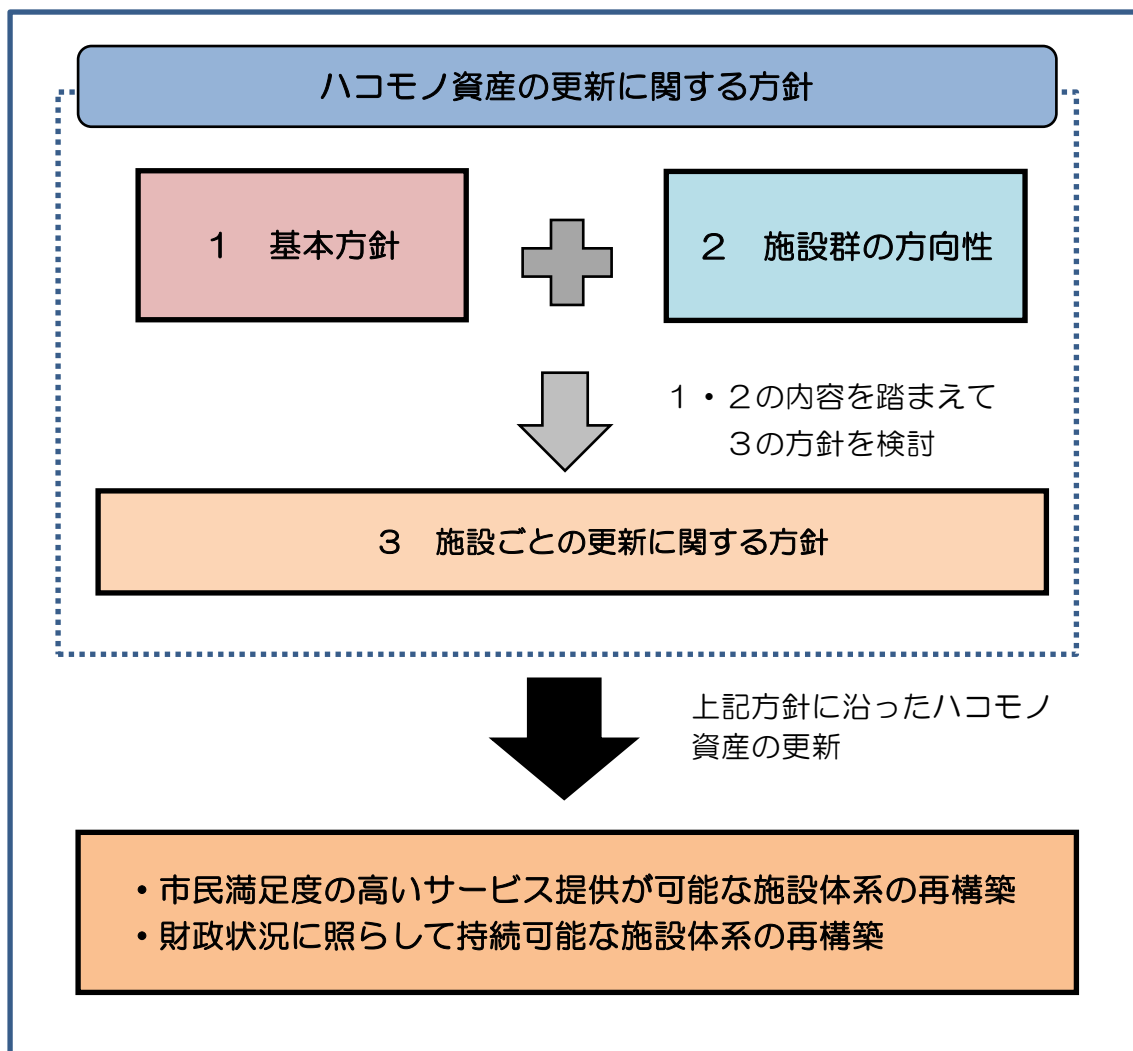 ハコモノ資産の更新に関する方針
１　基本方針
２　施設群の方向性
１・２の内容を踏まえて
３の方針を検討
３　施設ごとの更新に関する方針
上記方針に沿ったハコモノ
資産の更新
・市民満足度の高いサービス提供が可能な施設体系の再構築
・財政状況に照らして持続可能な施設体系の再構築